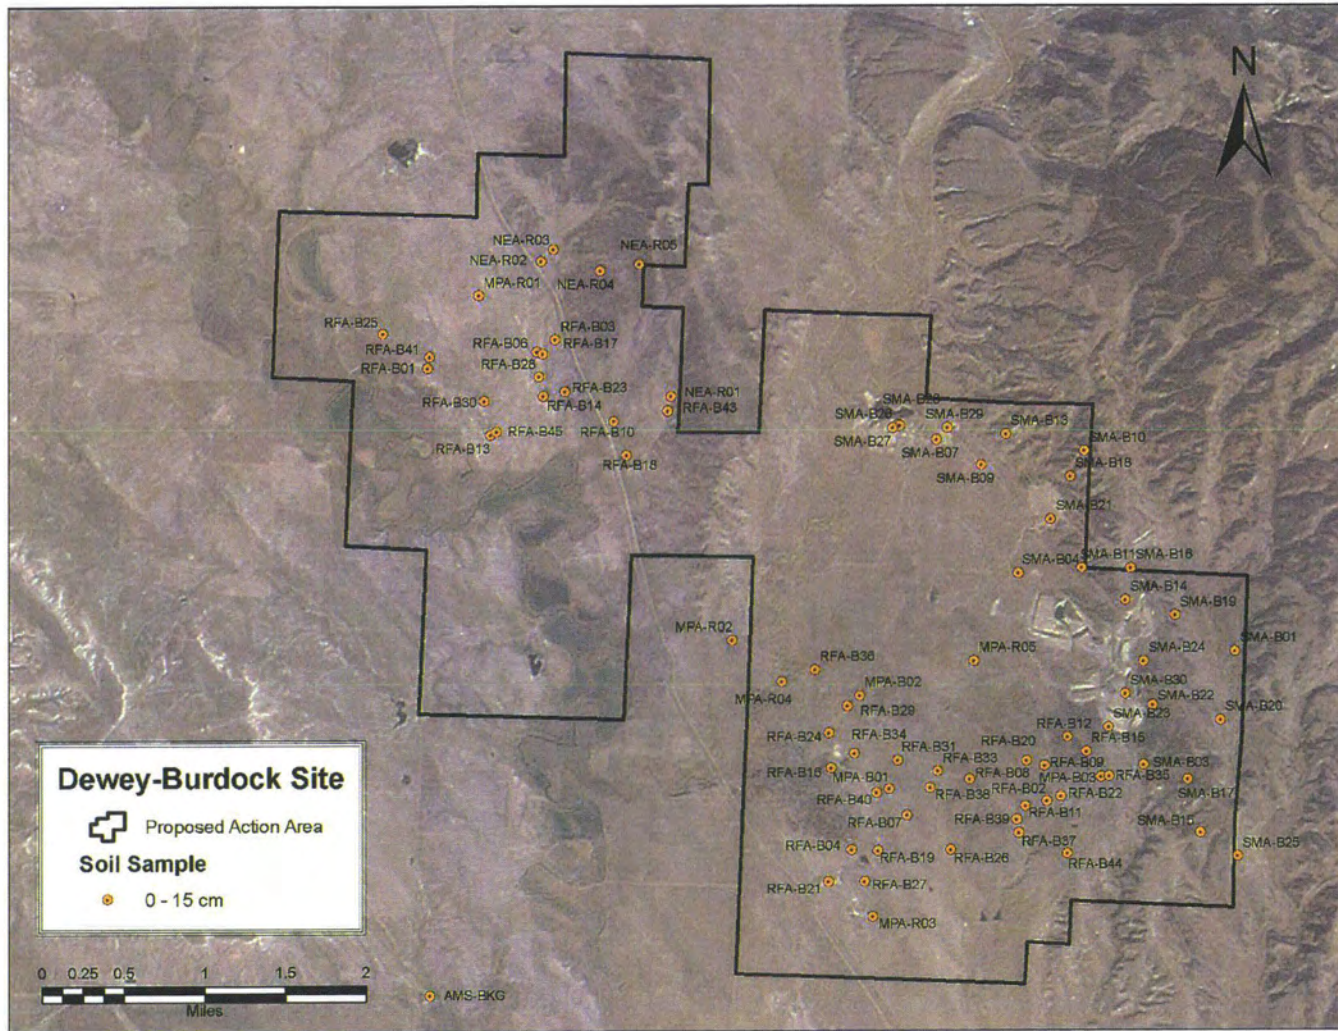 N
NEA-R03
NEA-R05
NEA-R02
NEA-R04
MPA-R01
RFA-B25
RFA-B03
RFA-B06
RFA-B17
RFA-B41
RFA-B28
RFA-B01
RFA-B23
NEA-R01
RFA-B30
RFA-B14
RFA-B43
RFA-B10
RFA-B45
RFA-B13
RFA-B18
SMA-B28
SMA-B29
SMA-B13
SMA-B27
SMA-B07
SMA-B10
SMA-B09
SMA-B18
SMA-B21
SMA-B04
SMA-B11
SMA-B16
SMA-B14
SMA-B19
MPA-R02
SMA-B01
RFA-B36
MPA-R05
SMA-B24
MPA-R04
MPA-B02
SMA-B30
RFA-B29
SMA-B22
SMA-B20
SMA-B23
RFA-B12
RFA-B24
RFA-B34
RFA-B20
RFA-B15
RFA-B31
RFA-B33
RFA-B09
SMA-B03
RFA-B16
MPA-B01
RFA-B08
MPA-B03
RFA-B35
RFA-B40
RFA-B38
RFA-B02
RFA-B22
SMA-B17
RFA-B07
RFA-B39
RFA-B11
SMA-B15
RFA-B04
RFA-B19
RFA-B26
RFA-B37
RFA-B44
SMA-B25
RFA-B21
RFA-B27
MPA-R03
Dewey-Burdock Site
Proposed Action Area
Soil Sample
0 - 15 cm
0 0.25 0.5 1 1.5 2
Miles
AMS-BKG